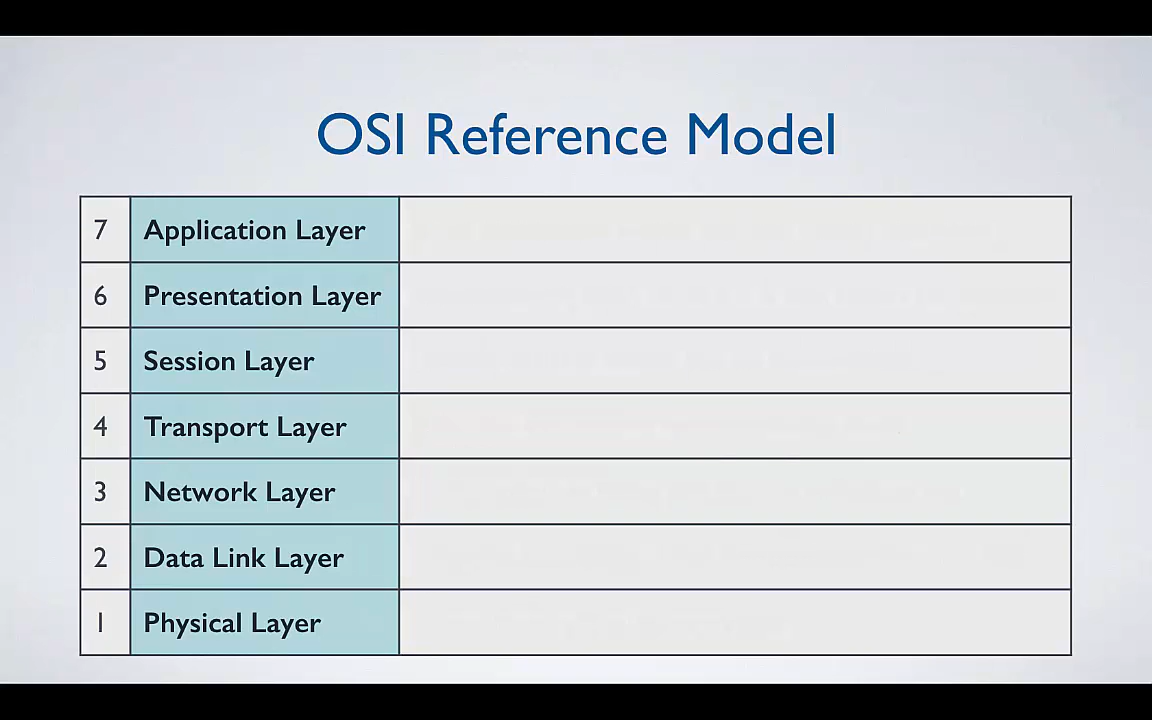 OSI Reference Model
7 Application Layer
6 Presentation Layer
5 Session Layer
4 Transport Layer
3 Network Layer
2 Data Link Layer
1 Physical Layer